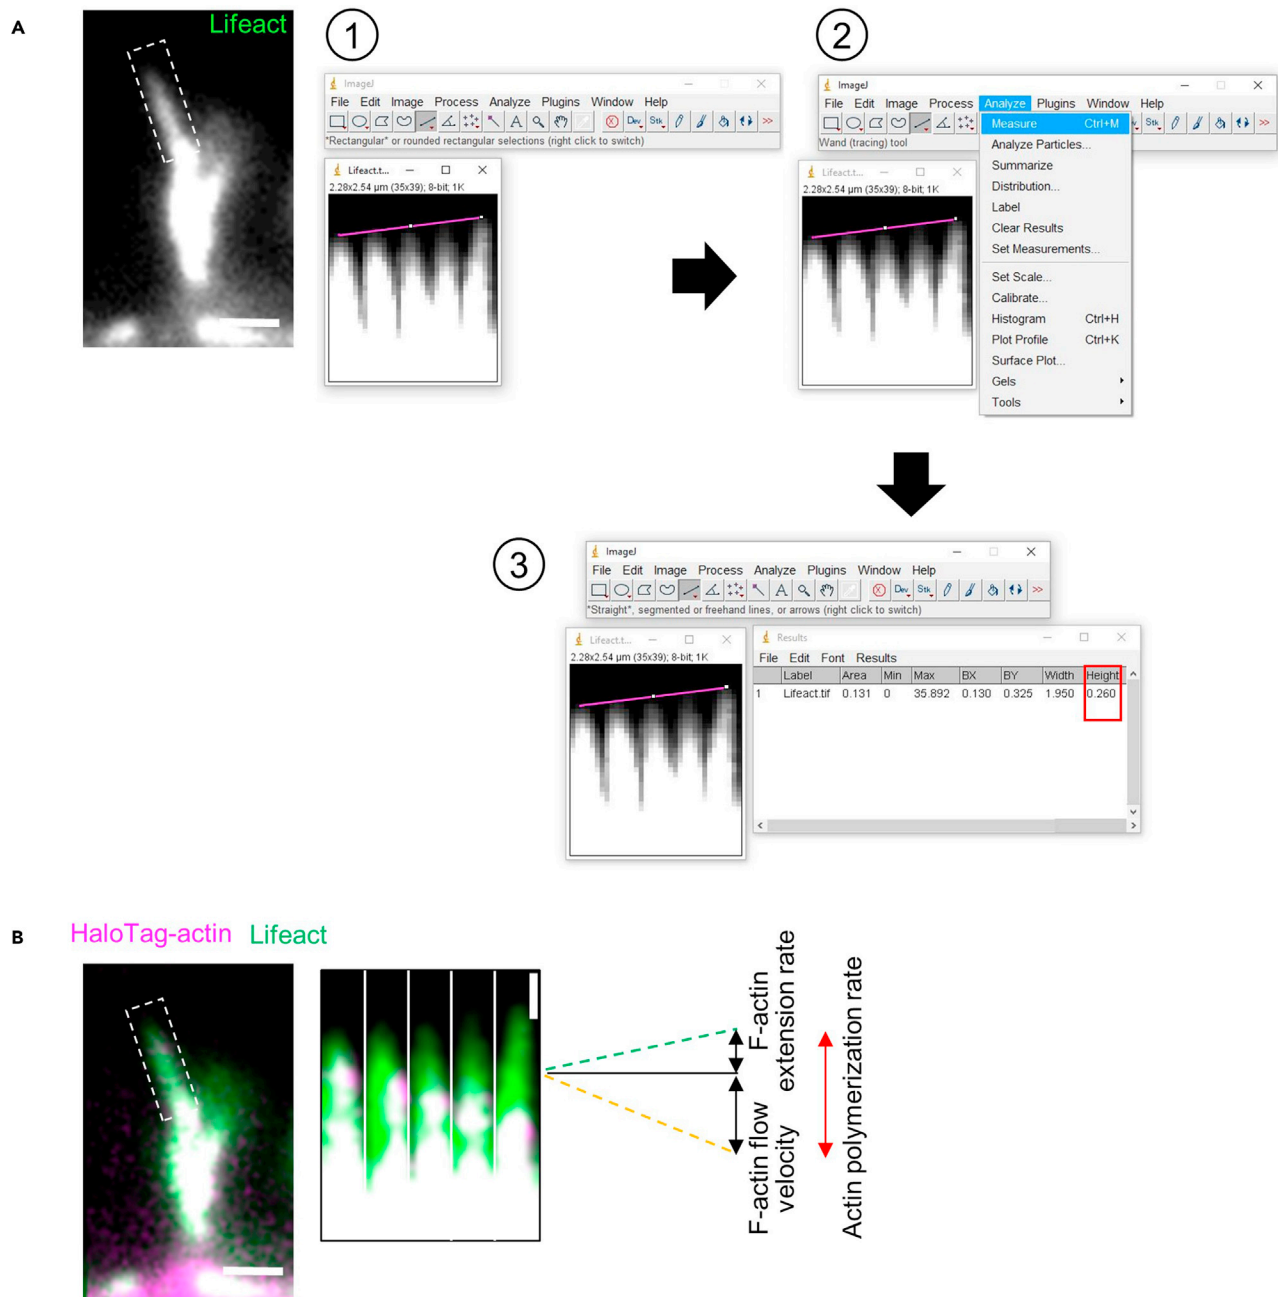 A
Lifeact
1
ImageJ
File Edit Image Process Analyze Plugins Window Help
Dev Stk >>
*Rectangular* or rounded rectangular selections (right click to switch)
Lifeact.t...
2.28x2.54 µm (35x39); 8-bit; 1K
2
ImageJ
File Edit Image Process Analyze Plugins Window Help
Stk >>
Wand (tracing) tool
Measure Ctrl+M
Analyze Particles...
Summarize
Distribution...
Label
Clear Results
Set Measurements...
Set Scale...
Calibrate...
Histogram Ctrl+H
Plot Profile Ctrl+K
Surface Plot...
Gels
Tools
Lifeact.t...
2.28x2.54 µm (35x39); 8-bit; 1K
3
ImageJ
File Edit Image Process Analyze Plugins Window Help
Dev Stk >>
*Straight*, segmented or freehand lines, or arrows (right click to switch)
Lifeact.t...
2.28x2.54 µm (35x39); 8-bit; 1K
Results
File Edit Font Results
Label Area Min Max BX BY Width Height
1 Lifeact.tif 0.131 0 35.892 0.130 0.325 1.950 0.260
B
HaloTag-actin Lifeact
F-actin
extension rate
F-actin flow
velocity
Actin polymerization rate